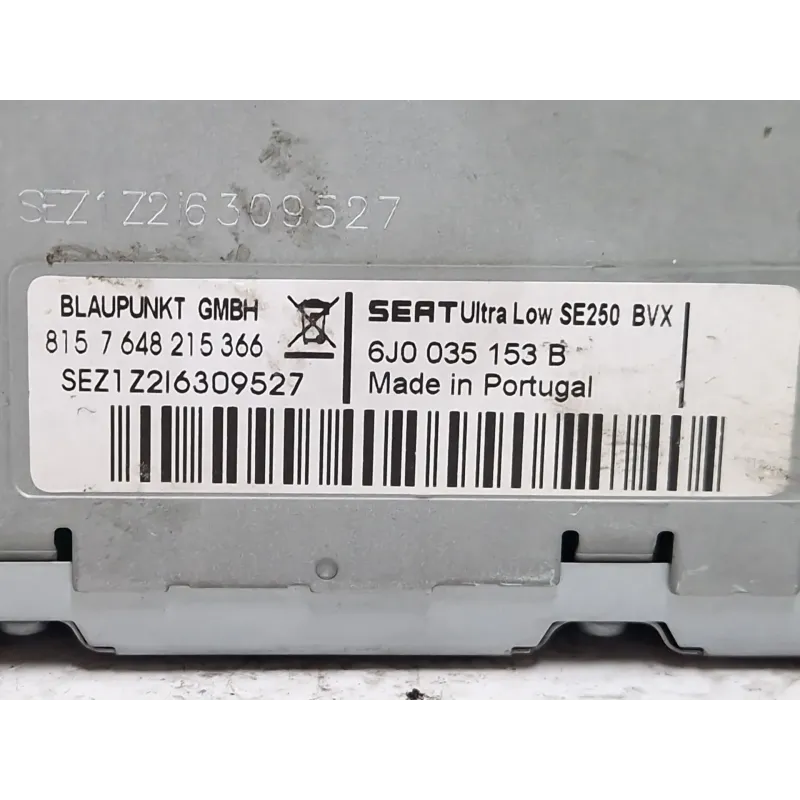 SEZ1Z2I6309527
BLAUPUNKT GMBH
815 7 648 215 366
SEZ1Z2I6309527
SEAT Ultra Low SE250 BVX
6J0 035 153 B
Made in Portugal